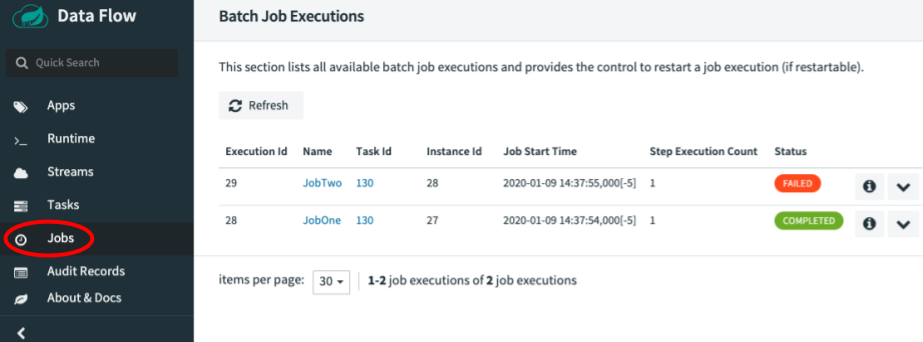 Data Flow
Quick Search
Apps
Runtime
Streams
Tasks
Jobs
Audit Records
About & Docs
Batch Job Executions
This section lists all available batch job executions and provides the control to restart a job execution (if restartable).
Refresh
Execution Id Name Task Id Instance Id Job Start Time Step Execution Count Status
29 JobTwo 130 28 2020-01-09 14:37:55,000[-5] 1 FAILED
28 JobOne 130 27 2020-01-09 14:37:54,000[-5] 1 COMPLETED
items per page: 30 1-2 job executions of 2 job executions